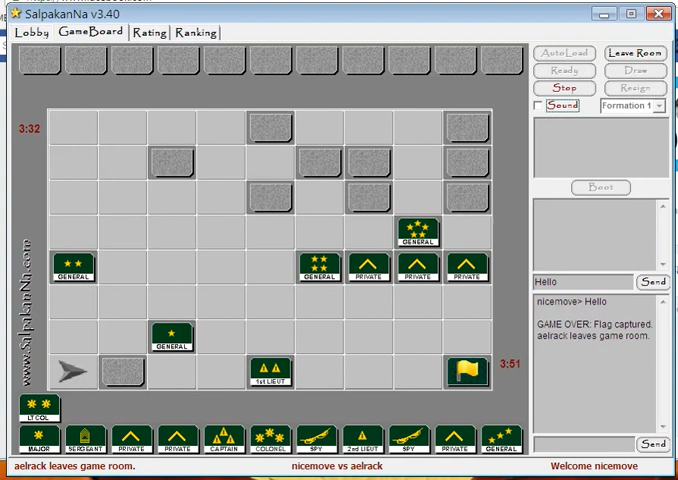 SalpakanNa v3.40
Lobby GameBoard Rating Ranking
AutoLoad Leave Room
Ready Draw
Stop Resign
Sound Formation 1
3:32
Boot
GENERAL
GENERAL GENERAL PRIVATE PRIVATE PRIVATE
Hello Send
nicemove> Hello
GAME OVER: Flag captured.
aelrack leaves game room.
GENERAL
1st LIEUT
3:51
www.SalpakanNa.com
LT COL
MAJOR SERGEANT PRIVATE PRIVATE CAPTAIN COLONEL SPY 2nd LIEUT SPY PRIVATE GENERAL
Send
aelrack leaves game room. nicemove vs aelrack Welcome nicemove